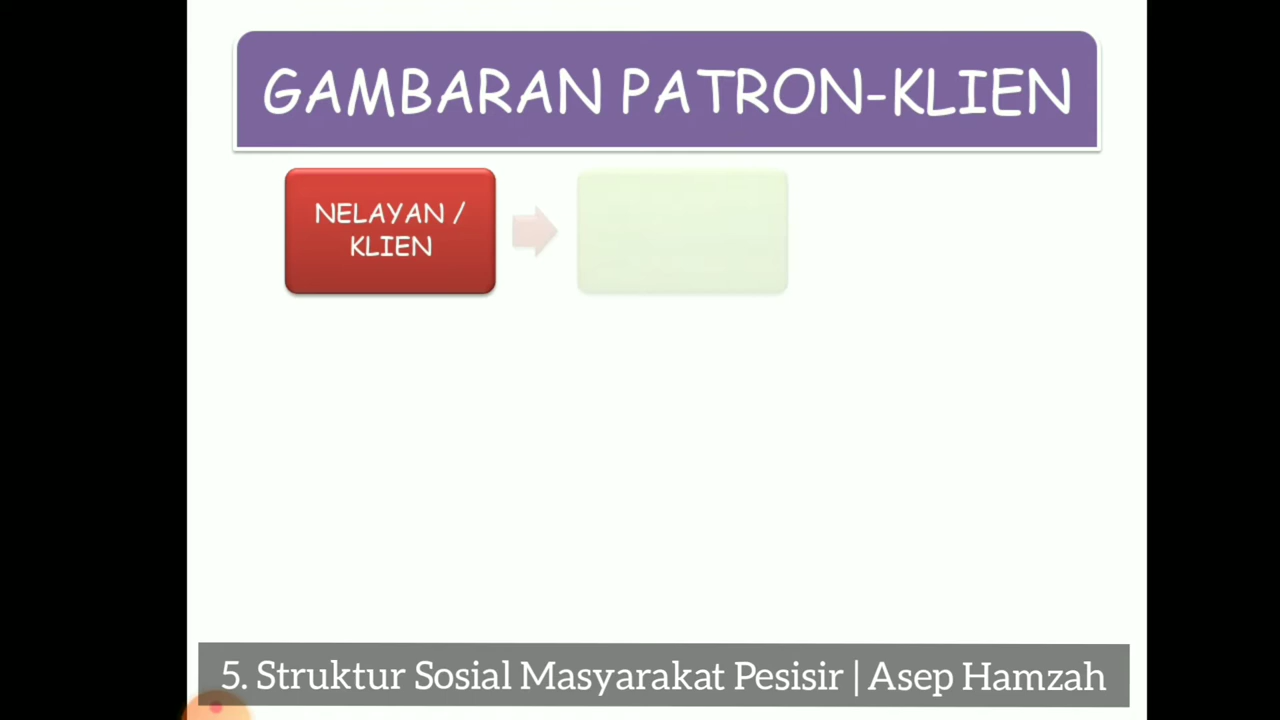 GAMBARAN PATRON-KLIEN
NELAYAN /
KLIEN
5. Struktur Sosial Masyarakat Pesisir | Asep Hamzah